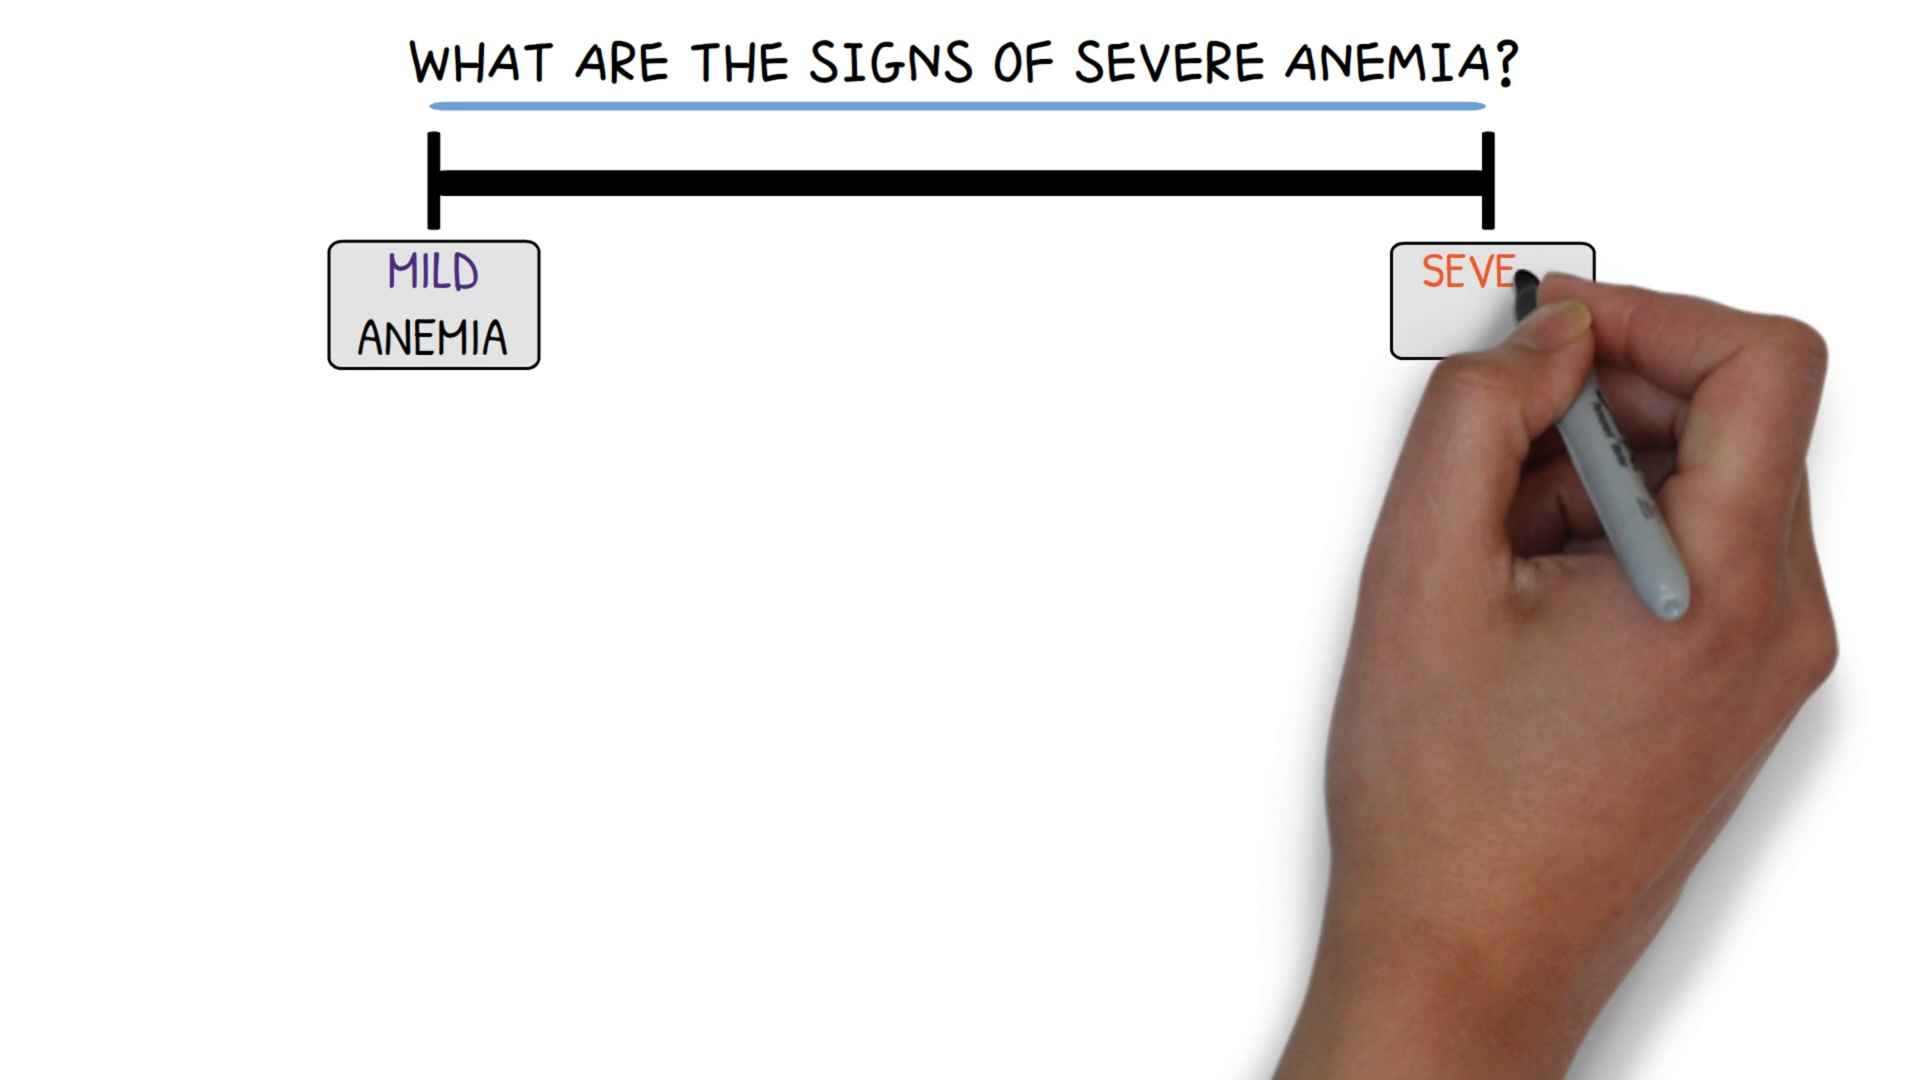 WHAT ARE THE SIGNS OF SEVERE ANEMIA?
MILD
ANEMIA
SEVE